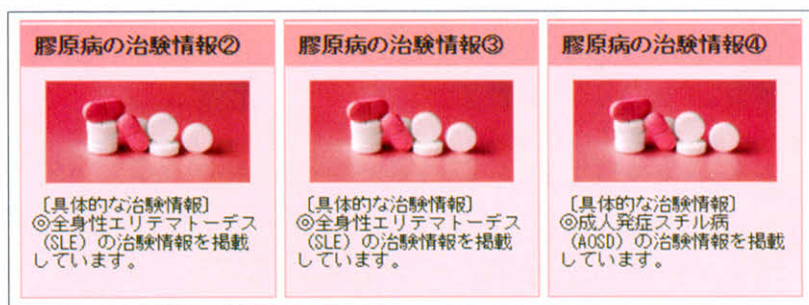 膠原病の治験情報②
[具体的な治験情報]
◎全身性エリテマトーデス
(SLE)の治験情報を掲載
しています。
膠原病の治験情報③
[具体的な治験情報]
◎全身性エリテマトーデス
(SLE)の治験情報を掲載
しています。
膠原病の治験情報④
[具体的な治験情報]
◎成人発症スチル病
(AOSD)の治験情報を掲載
しています。